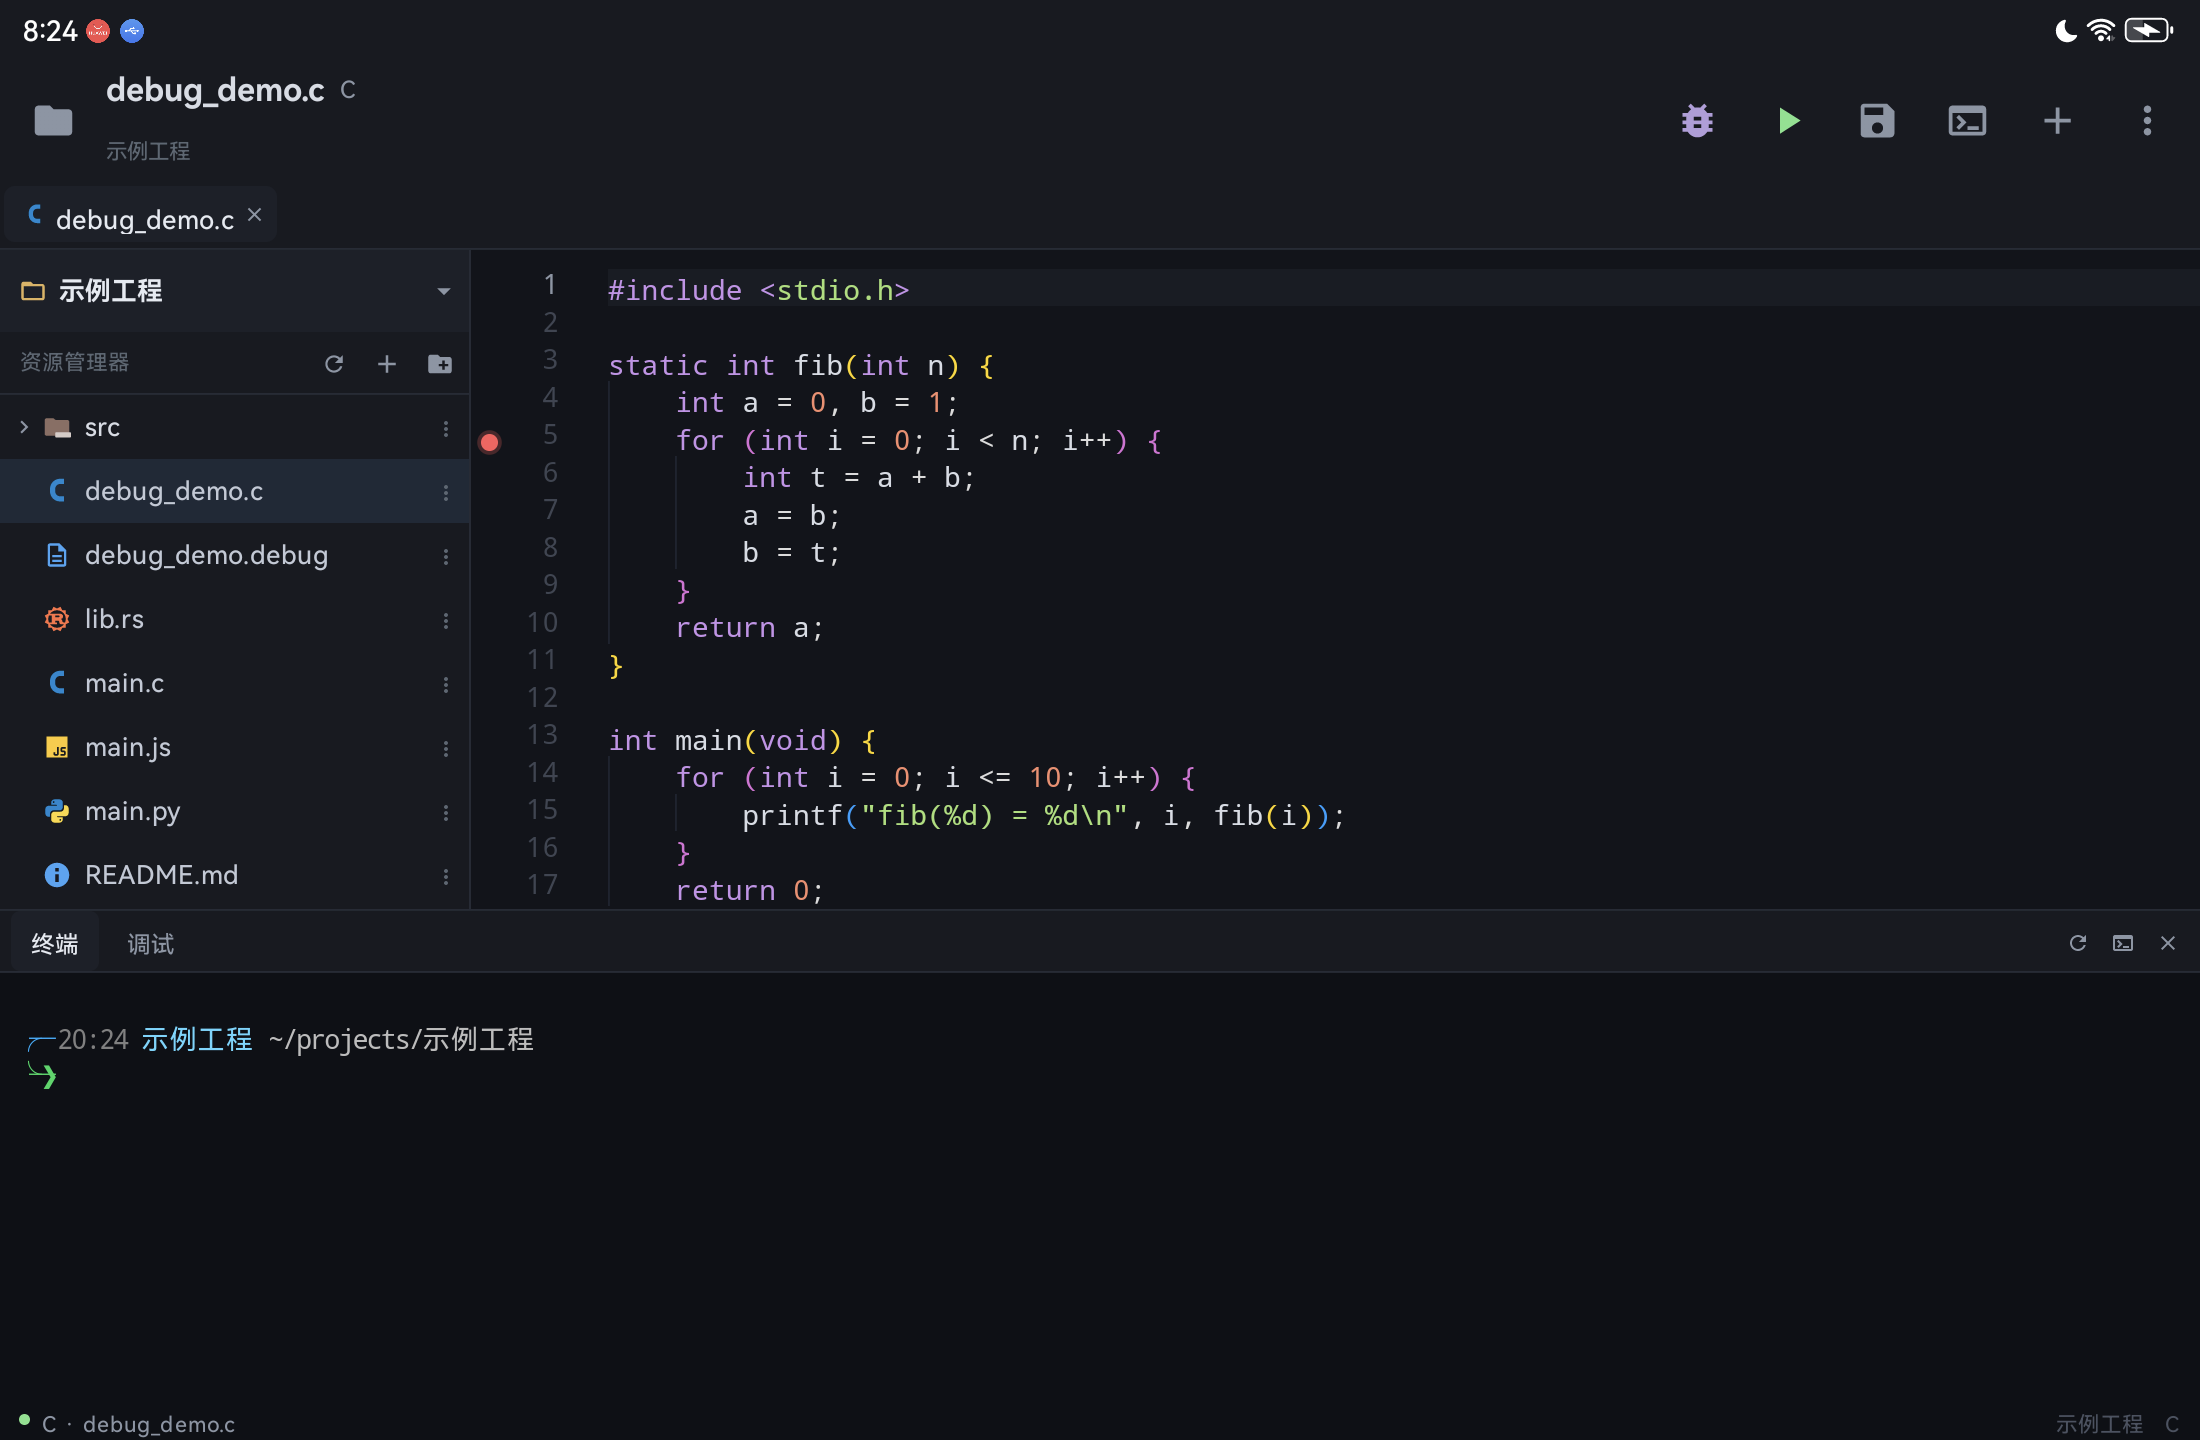 8:24
debug_demo.c C
示例工程
debug_demo.c
示例工程
资源管理器
src
debug_demo.c
debug_demo.debug
lib.rs
main.c
main.js
main.py
README.md
1 #include <stdio.h>
2
3 static int fib(int n) {
4     int a = 0, b = 1;
5     for (int i = 0; i < n; i++) {
6         int t = a + b;
7         a = b;
8         b = t;
9     }
10     return a;
11 }
12
13 int main(void) {
14     for (int i = 0; i <= 10; i++) {
15         printf("fib(%d) = %d\n", i, fib(i));
16     }
17     return 0;
终端 调试
20:24 示例工程 ~/projects/示例工程
❯
C · debug_demo.c
示例工程 C